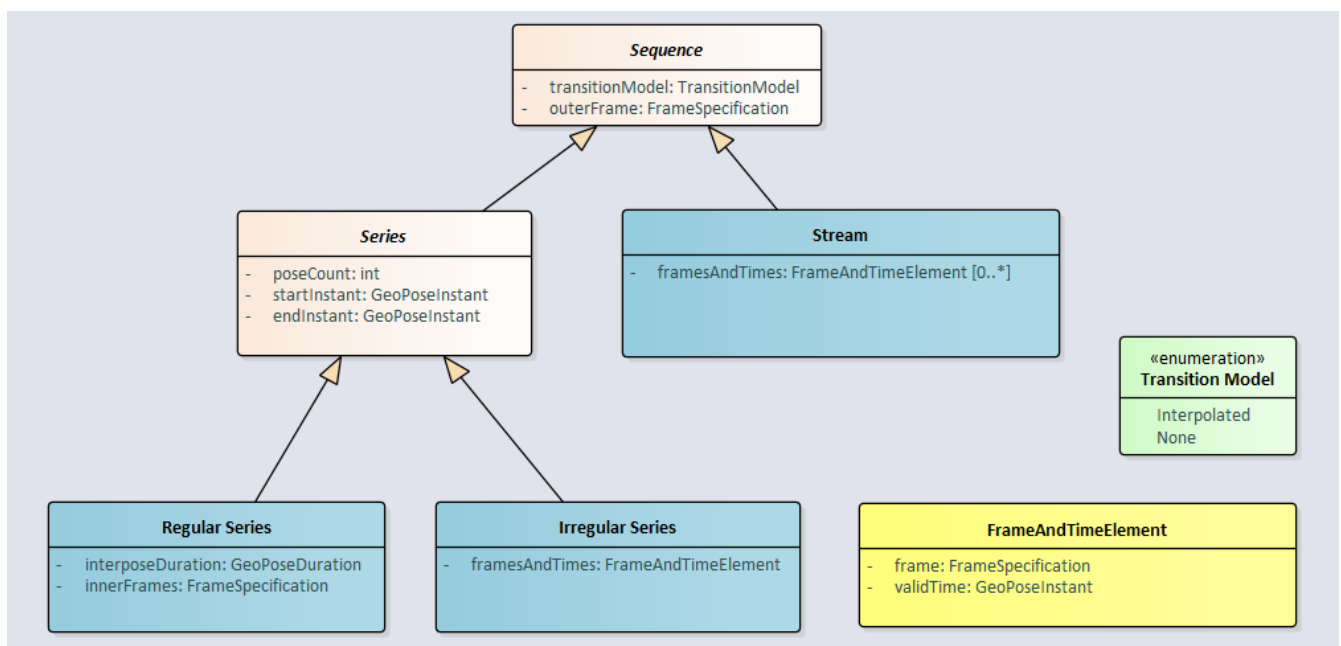 Sequence
- transitionModel: TransitionModel
- outerFrame: FrameSpecification
Series
- poseCount: int
- startInstant: GeoPoseInstant
- endInstant: GeoPoseInstant
Stream
- framesAndTimes: FrameAndTimeElement [0..*]
«enumeration»
Transition Model
Interpolated
None
Regular Series
- interposeDuration: GeoPoseDuration
- innerFrames: FrameSpecification
Irregular Series
- framesAndTimes: FrameAndTimeElement
FrameAndTimeElement
- frame: FrameSpecification
- validTime: GeoPoseInstant